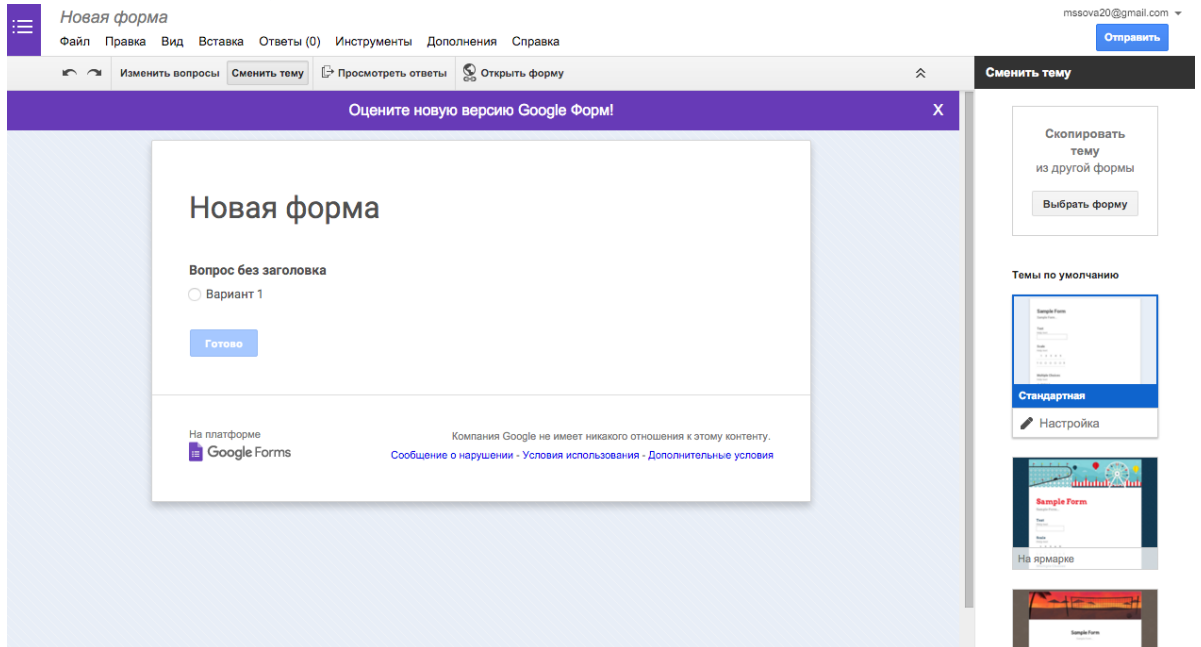 Новая форма
mssova20@gmail.com
Файл Правка Вид Вставка Ответы (0) Инструменты Дополнения Справка
Отправить
Изменить вопросы Сменить тему Просмотреть ответы Открыть форму
Сменить тему
Оцените новую версию Google Форм!
X
Скопировать
тему
из другой формы
Выбрать форму
Новая форма
Вопрос без заголовка
Вариант 1
Готово
На платформе
Google Forms
Компания Google не имеет никакого отношения к этому контенту.
Сообщение о нарушении - Условия использования - Дополнительные условия
Темы по умолчанию
Sample Form
Стандартная
Настройка
Sample Form
На ярмарке
Sample Form